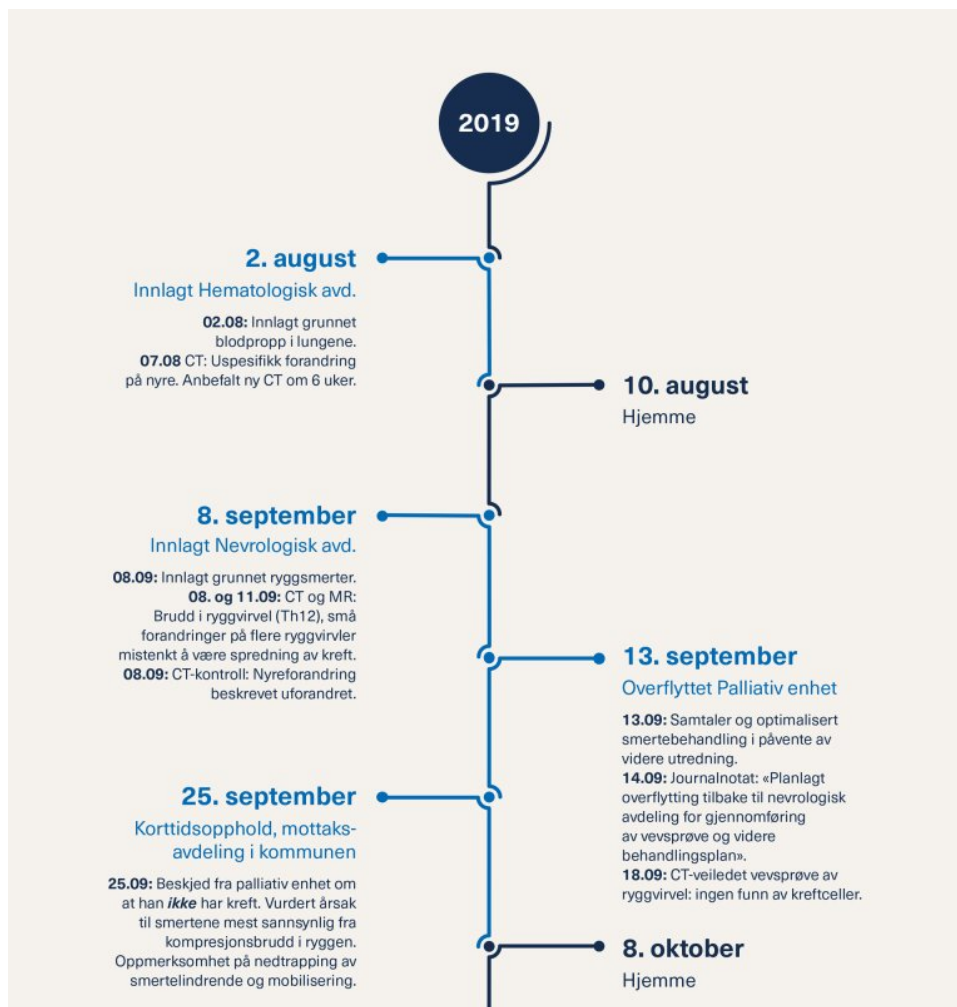 2019
2. august
Innlagt Hematologisk avd.
02.08: Innlagt grunnet
blodpropp i lungene.
07.08 CT: Uspesifikk forandring
på nyre. Anbefalt ny CT om 6 uker.
10. august
Hjemme
8. september
Innlagt Nevrologisk avd.
08.09: Innlagt grunnet ryggsmerter.
08. og 11.09: CT og MR:
Brudd i ryggvirvel (Th12), små
forandringer på flere ryggvirvler
mistenkt å være spredning av kreft.
08.09: CT-kontroll: Nyreforandring
beskrevet uforandret.
13. september
Overflyttet Palliativ enhet
13.09: Samtaler og optimalisert
smertebehandling i påvente av
videre utredning.
14.09: Journalnotat: «Planlagt
overflytting tilbake til nevrologisk
avdeling for gjennomføring
av vevsprøve og videre
behandlingsplan».
18.09: CT-veiledet vevsprøve av
ryggvirvel: ingen funn av kreftceller.
25. september
Korttidsopphold, mottaks-
avdeling i kommunen
25.09: Beskjed fra palliativ enhet om
at han ikke har kreft. Vurdert årsak
til smertene mest sannsynlig fra
kompresjonsbrudd i ryggen.
Oppmerksomhet på nedtrapping av
smertelindrende og mobilisering.
8. oktober
Hjemme